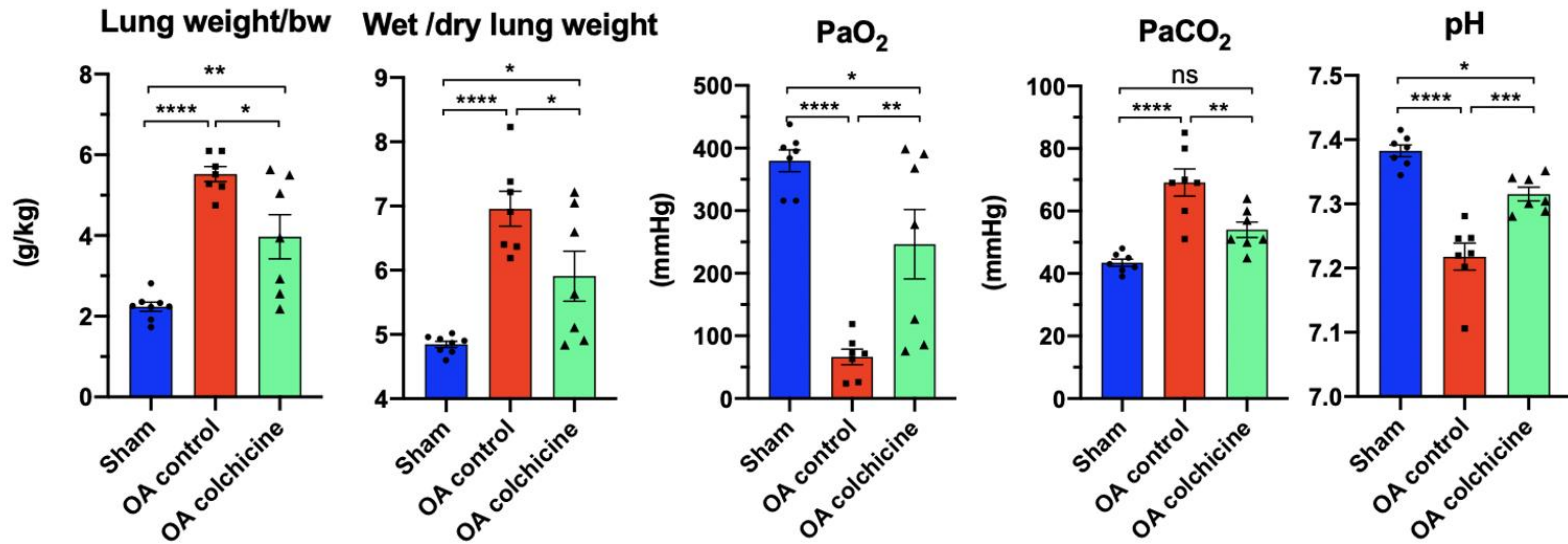 Lung weight/bw
(g/kg)
8
6
4
2
0
**
****
*
Sham
OA control
OA colchicine
Wet /dry lung weight
9
8
7
6
5
4
*
****
*
Sham
OA control
OA colchicine
PaO2
(mmHg)
500
400
300
200
100
0
*
****
**
Sham
OA control
OA colchicine
PaCO2
(mmHg)
100
80
60
40
20
0
ns
****
**
Sham
OA control
OA colchicine
pH
7.5
7.4
7.3
7.2
7.1
7.0
*
****
***
Sham
OA control
OA colchicine